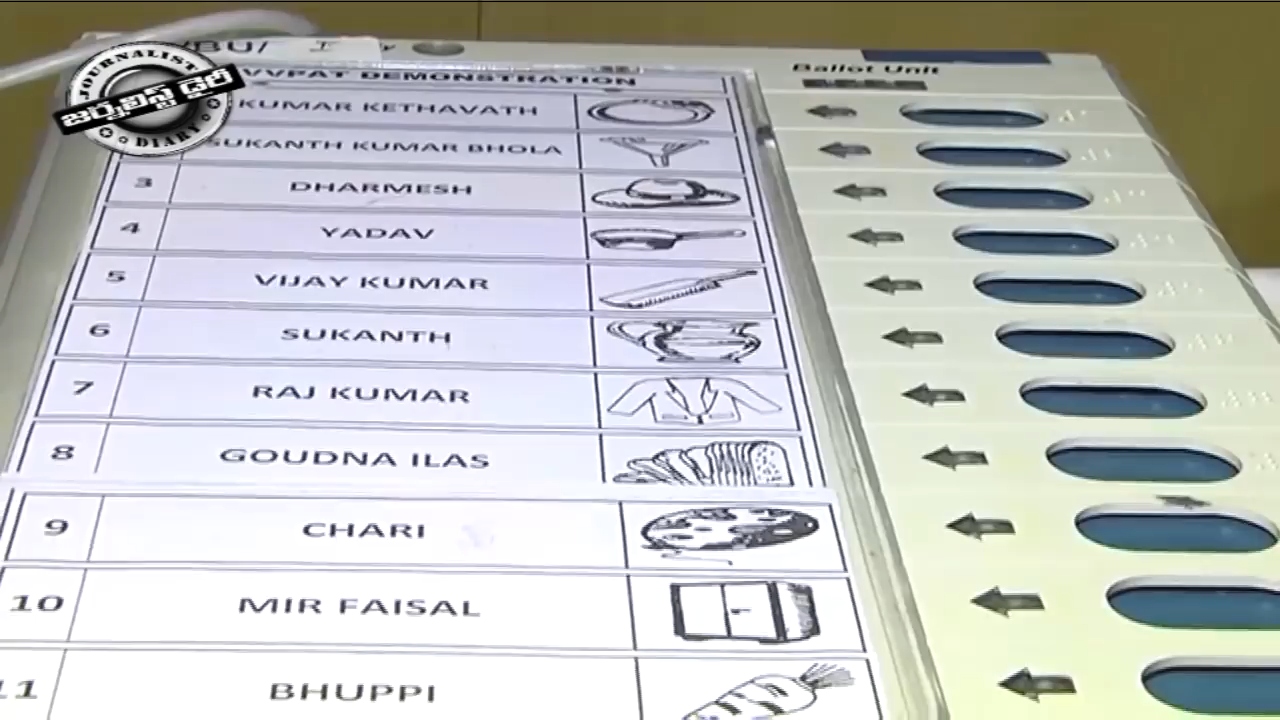 JOURNALIST
జర్నలిస్ట్ డైరీ
DIARY
/BU/ I
VVPAT DEMONSTRATION
Ballot Unit
KUMAR KETHAVATH
SUKANTH KUMAR BHOLA
3 DHARMESH
4 YADAV
5 VIJAY KUMAR
6 SUKANTH
7 RAJ KUMAR
8 GOUDNA ILAS
9 CHARI
10 MIR FAISAL
11 BHUPPI